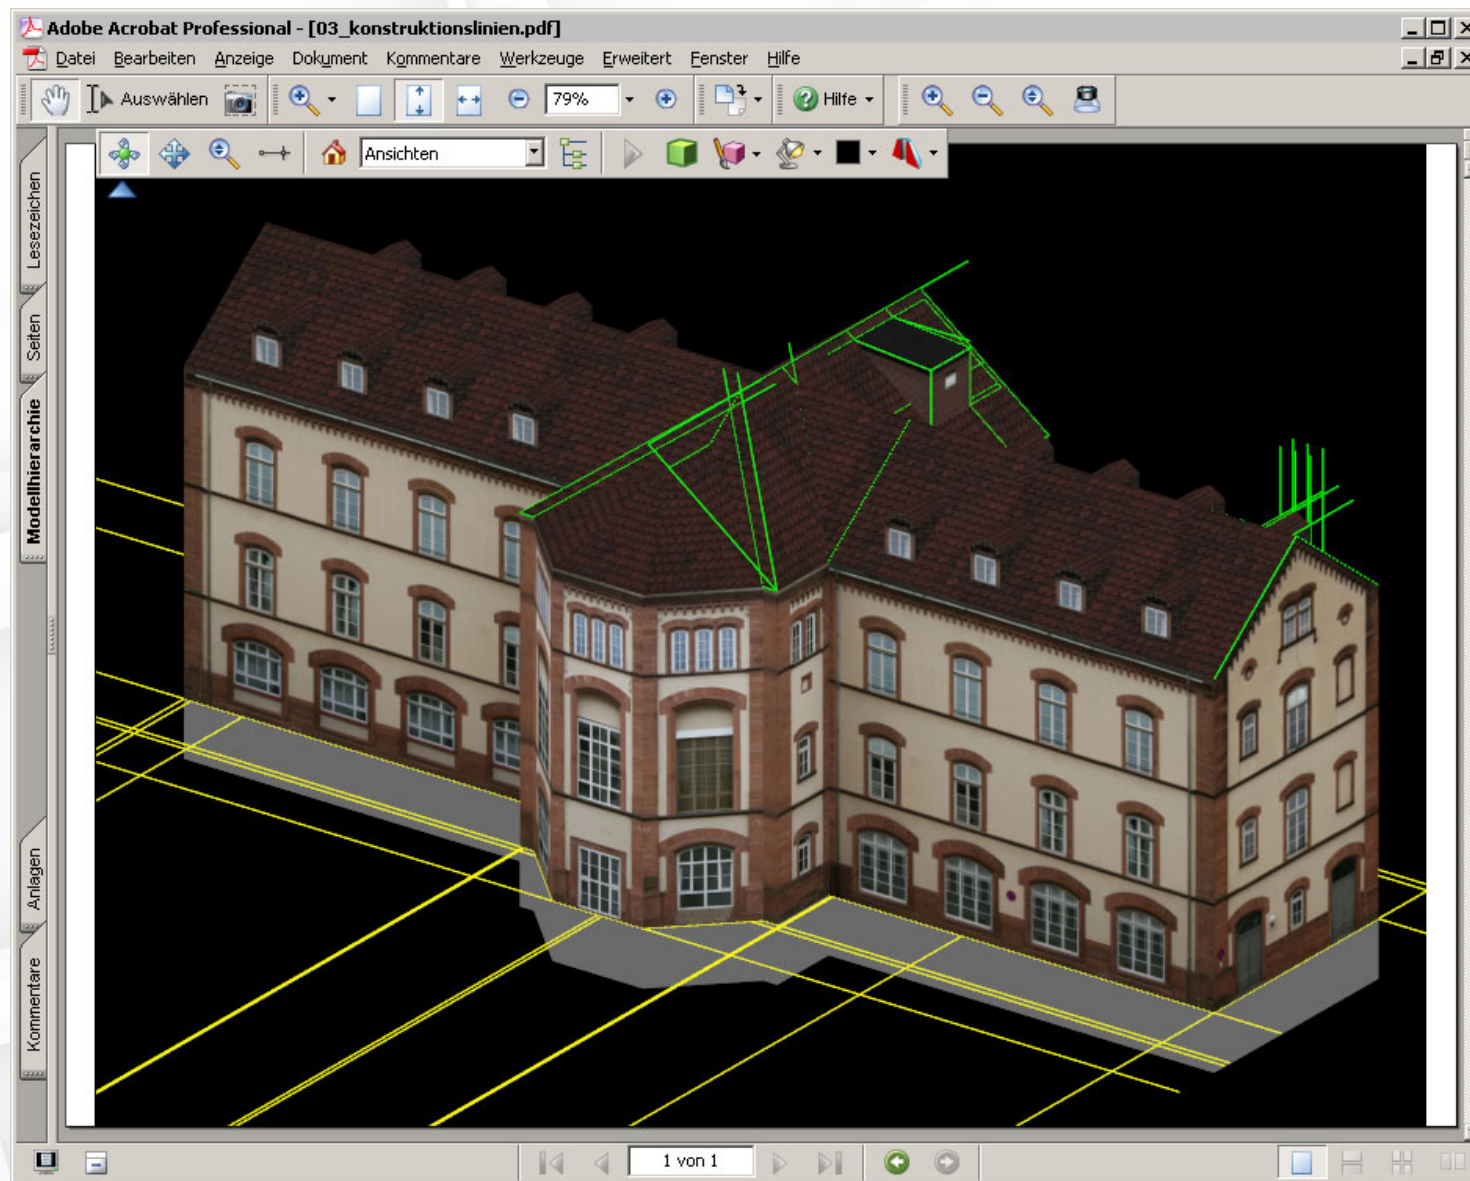 Adobe Acrobat Professional - [03_konstruktionslinien.pdf]
Datei Bearbeiten Anzeige Dokument Kommentare Werkzeuge Erweitert Fenster Hilfe
Auswählen 79% Hilfe
Ansichten
Lesezeichen
Seiten
Modellhierarchie
Anlagen
Kommentare
1 von 1